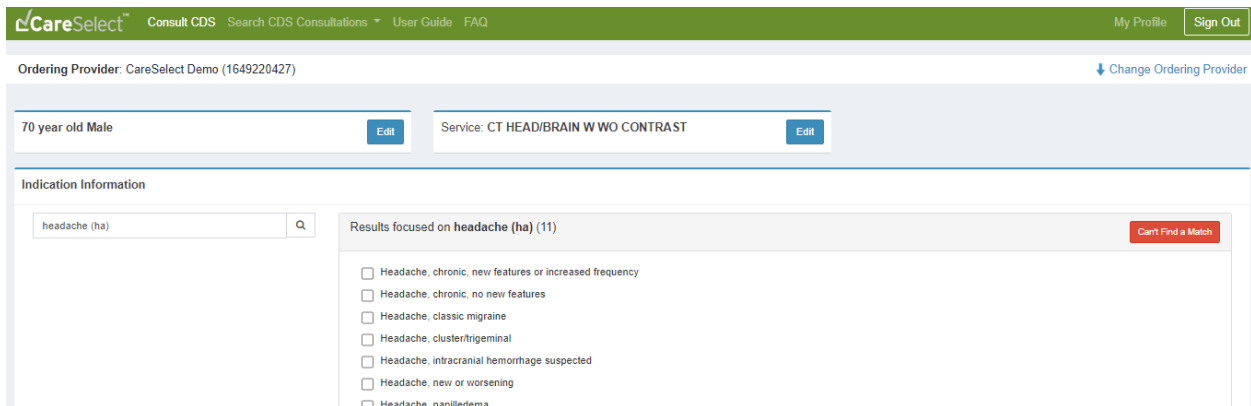 CareSelect™ Consult CDS Search CDS Consultations User Guide FAQ My Profile Sign Out
Ordering Provider: CareSelect Demo (1649220427) Change Ordering Provider
70 year old Male Edit Service: CT HEAD/BRAIN W WO CONTRAST Edit
Indication Information
headache (ha) Results focused on headache (ha) (11) Can't Find a Match
Headache, chronic, new features or increased frequency
Headache, chronic, no new features
Headache, classic migraine
Headache, cluster/trigeminal
Headache, intracranial hemorrhage suspected
Headache, new or worsening
Headache, papilledema